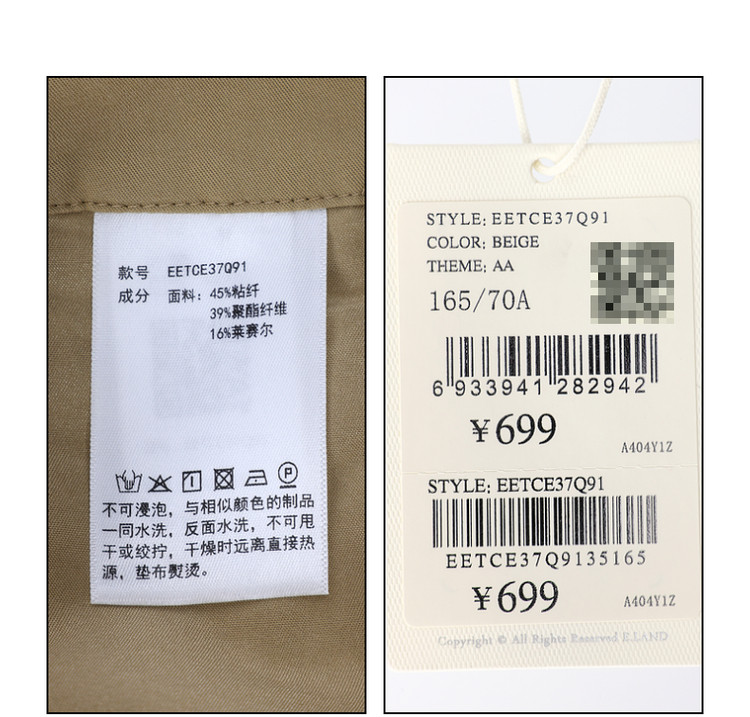 款号 EETCE37Q91
成分 面料：45%粘纤
39%聚酯纤维
16%莱赛尔
P
不可浸泡，与相似颜色的制品
一同水洗，反面水洗，不可甩
干或绞拧，干燥时远离直接热
源，垫布熨烫。
STYLE: EETCE37Q91
COLOR: BEIGE
THEME: AA
165/70A
6 933941 282942
¥699
A404Y1Z
STYLE: EETCE37Q91
EETCE37Q9135165
¥699
A404Y1Z
Copyright © All Rights Reserved E.LAND